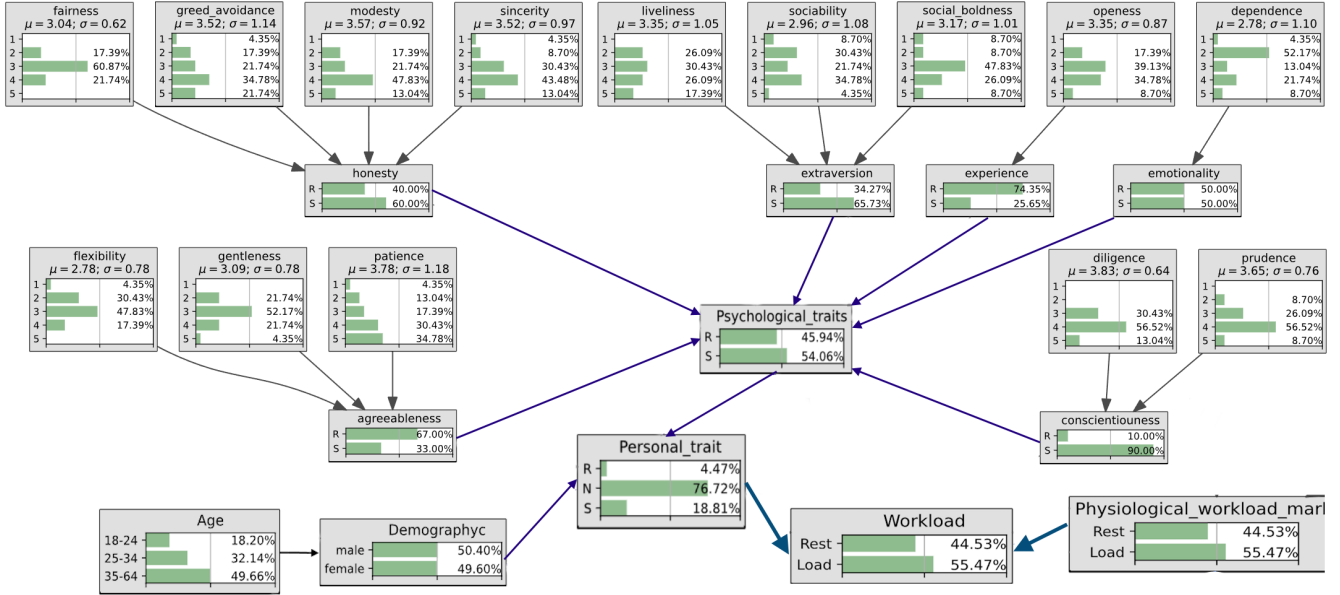 fairness
μ = 3.04; σ = 0.62
1
2 17.39%
3 60.87%
4 21.74%
5
greed_avoidance
μ = 3.52; σ = 1.14
1 4.35%
2 17.39%
3 21.74%
4 34.78%
5 21.74%
modesty
μ = 3.57; σ = 0.92
1
2 17.39%
3 21.74%
4 47.83%
5 13.04%
sincerity
μ = 3.52; σ = 0.97
1 4.35%
2 8.70%
3 30.43%
4 43.48%
5 13.04%
liveliness
μ = 3.35; σ = 1.05
1
2 26.09%
3 30.43%
4 26.09%
5 17.39%
sociability
μ = 2.96; σ = 1.08
1 8.70%
2 30.43%
3 21.74%
4 34.78%
5 4.35%
social_boldness
μ = 3.17; σ = 1.01
1 8.70%
2 8.70%
3 47.83%
4 26.09%
5 8.70%
openess
μ = 3.35; σ = 0.87
1
2 17.39%
3 39.13%
4 34.78%
5 8.70%
dependence
μ = 2.78; σ = 1.10
1 4.35%
2 52.17%
3 13.04%
4 21.74%
5 8.70%
honesty
R 40.00%
S 60.00%
extraversion
R 34.27%
S 65.73%
experience
R 74.35%
S 25.65%
emotionality
R 50.00%
S 50.00%
flexibility
μ = 2.78; σ = 0.78
1 4.35%
2 30.43%
3 47.83%
4 17.39%
5
gentleness
μ = 3.09; σ = 0.78
1
2 21.74%
3 52.17%
4 21.74%
5 4.35%
patience
μ = 3.78; σ = 1.18
1 4.35%
2 13.04%
3 17.39%
4 30.43%
5 34.78%
Psychological_traits
R 45.94%
S 54.06%
diligence
μ = 3.83; σ = 0.64
1
2
3 30.43%
4 56.52%
5 13.04%
prudence
μ = 3.65; σ = 0.76
1
2 8.70%
3 26.09%
4 56.52%
5 8.70%
agreeableness
R 67.00%
S 33.00%
conscientiouness
R 10.00%
S 90.00%
Personal_trait
R 4.47%
N 76.72%
S 18.81%
Age
18-24 18.20%
25-34 32.14%
35-64 49.66%
Demographyc
male 50.40%
female 49.60%
Workload
Rest 44.53%
Load 55.47%
Physiological_workload_mar
Rest 44.53%
Load 55.47%